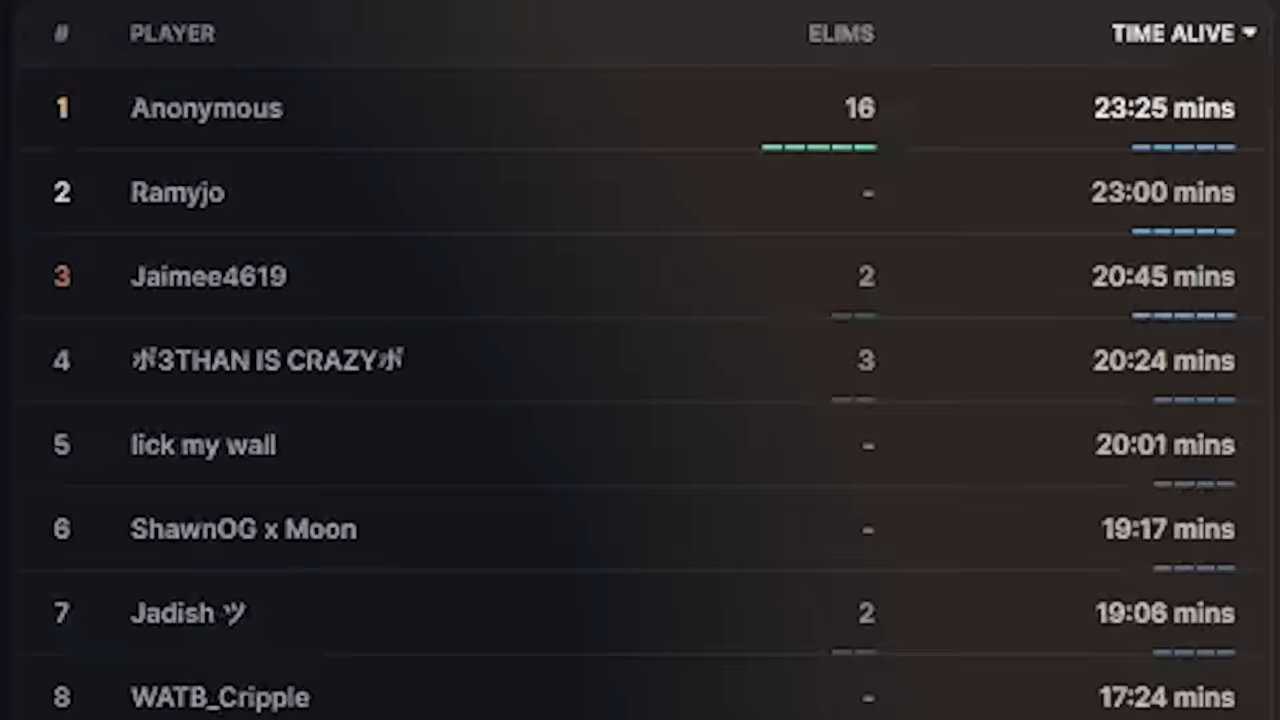 # PLAYER ELIMS TIME ALIVE
1 Anonymous 16 23:25 mins
2 Ramyjo - 23:00 mins
3 Jaimee4619 2 20:45 mins
4 ボ3THAN IS CRAZYボ 3 20:24 mins
5 lick my wall - 20:01 mins
6 ShawnOG x Moon - 19:17 mins
7 Jadish ツ 2 19:06 mins
8 WATB_Cripple - 17:24 mins